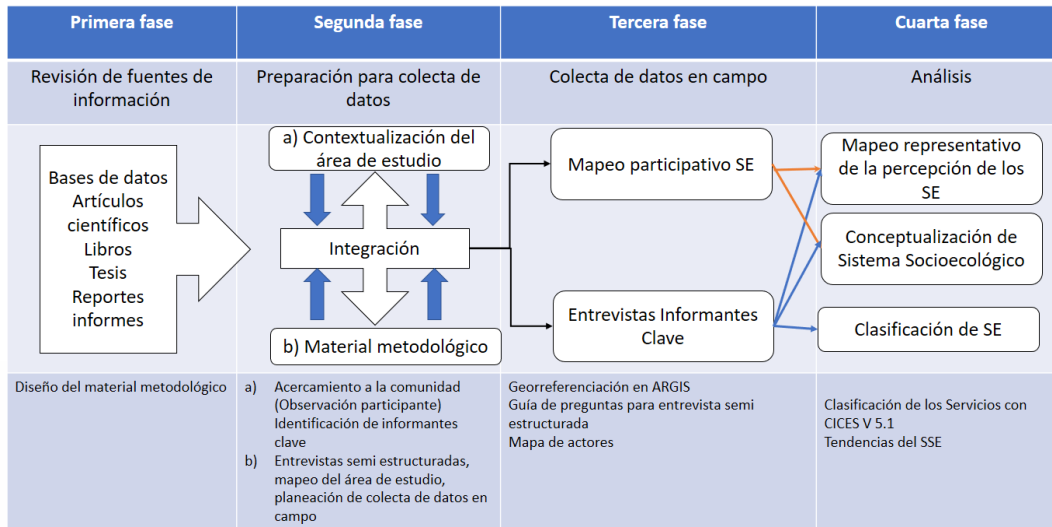 Primera fase
Segunda fase
Tercera fase
Cuarta fase
Revisión de fuentes de
información
Preparación para colecta de
datos
Colecta de datos en campo
Análisis
Bases de datos
Artículos
científicos
Libros
Tesis
Reportes
informes
a) Contextualización del
área de estudio
Integración
b) Material metodológico
Mapeo participativo SE
Entrevistas Informantes
Clave
Mapeo representativo
de la percepción de los
SE
Conceptualización de
Sistema Socioecológico
Clasificación de SE
Diseño del material metodológico
a) Acercamiento a la comunidad
(Observación participante)
Identificación de informantes
clave
b) Entrevistas semi estructuradas,
mapeo del área de estudio,
planeación de colecta de datos en
campo
Georreferenciación en ARGIS
Guía de preguntas para entrevista semi
estructurada
Mapa de actores
Clasificación de los Servicios con
CICES V 5.1
Tendencias del SSE